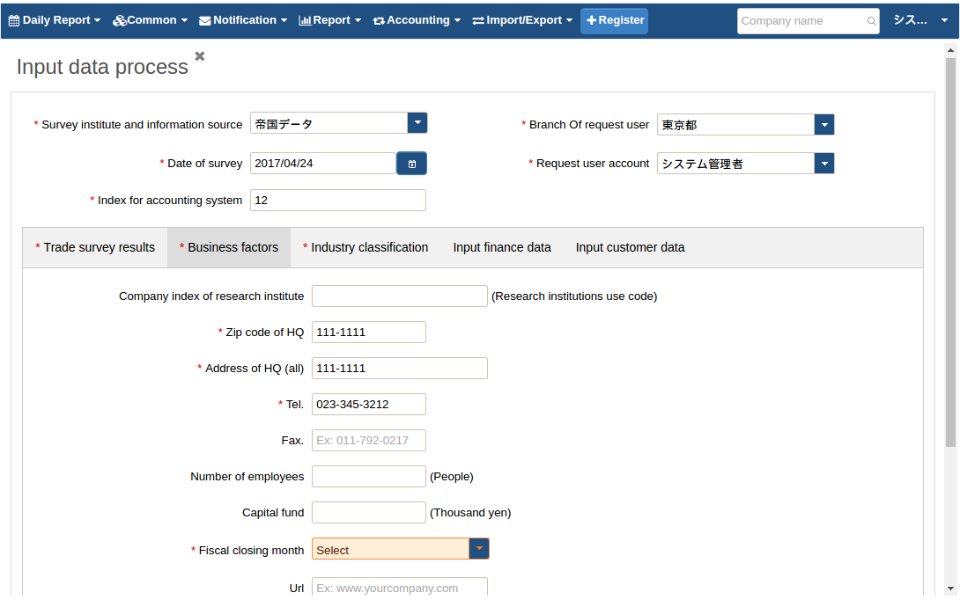 Daily Report Common Notification Report Accounting Import/Export Register Company name シス...
Input data process
* Survey institute and information source 帝国データ * Branch Of request user 東京都
* Date of survey 2017/04/24 * Request user account システム管理者
* Index for accounting system 12
* Trade survey results * Business factors * Industry classification Input finance data Input customer data
Company index of research institute (Research institutions use code)
* Zip code of HQ 111-1111
* Address of HQ (all) 111-1111
* Tel. 023-345-3212
Fax. Ex: 011-792-0217
Number of employees (People)
Capital fund (Thousand yen)
* Fiscal closing month Select
Url Ex: www.yourcompany.com